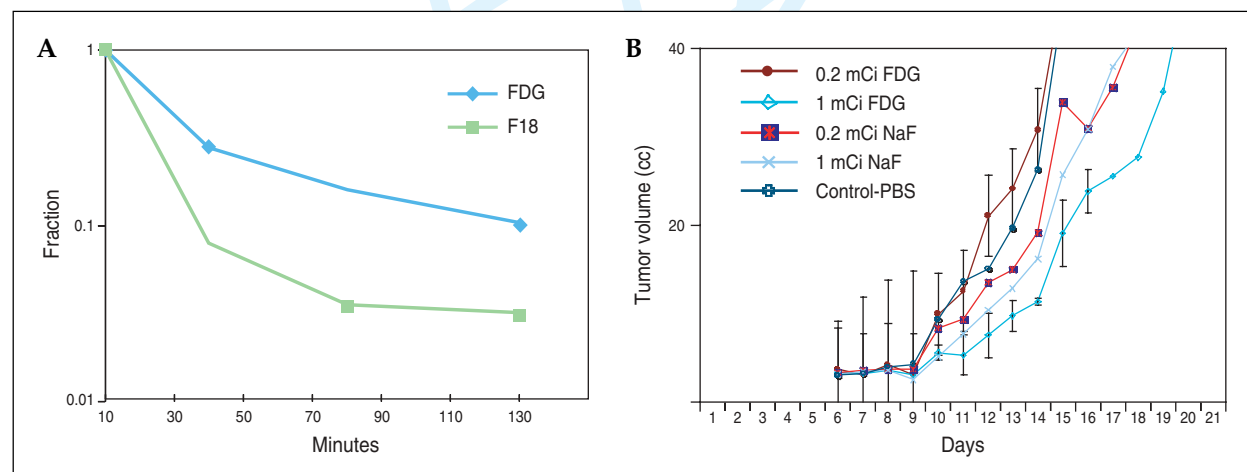 A
1
0.1
0.01
Fraction
10 30 50 70 90 110 130
Minutes
FDG
F18
B
40
20
Tumor volume (cc)
0.2 mCi FDG
1 mCi FDG
0.2 mCi NaF
1 mCi NaF
Control-PBS
1 2 3 4 5 6 7 8 9 10 11 12 13 14 15 16 17 18 19 20 21
Days